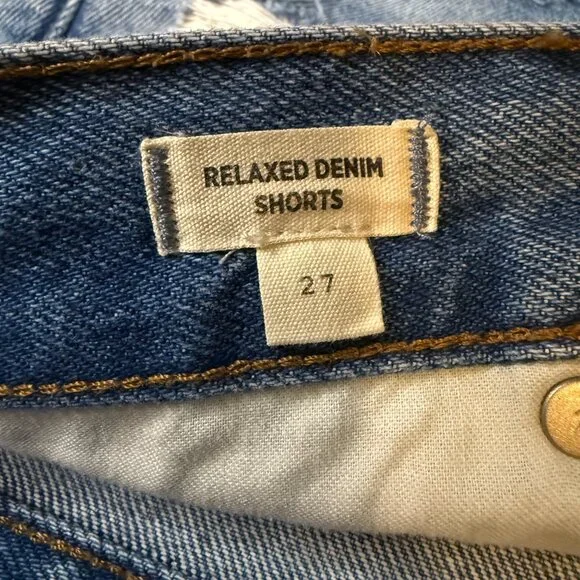 RELAXED DENIM
SHORTS
27